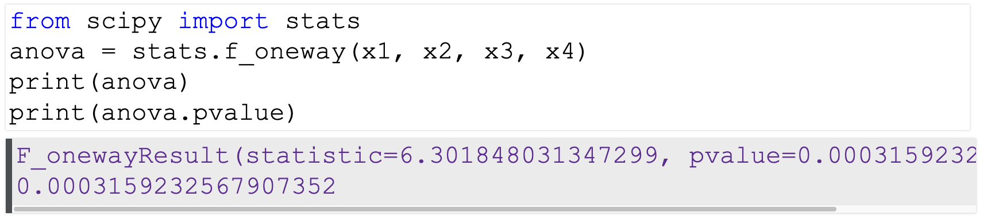 from scipy import stats
anova = stats.f_oneway(x1, x2, x3, x4)
print(anova)
print(anova.pvalue)
F_onewayResult(statistic=6.301848031347299, pvalue=0.0003159232
0.0003159232567907352